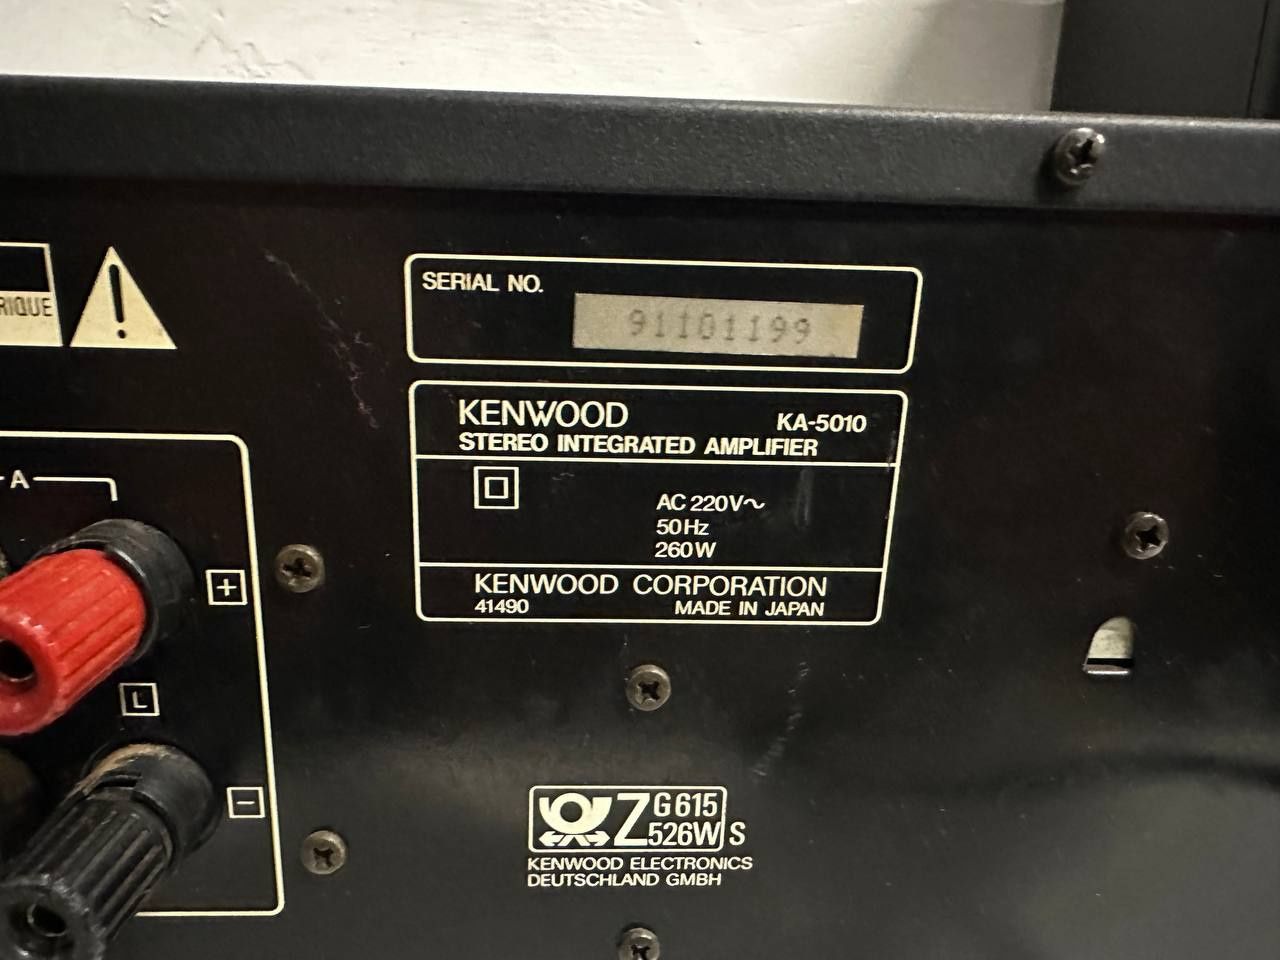 RIQUE
SERIAL NO.
91101199
KENWOOD KA-5010
STEREO INTEGRATED AMPLIFIER
AC 220V~
50Hz
260W
KENWOOD CORPORATION
41490 MADE IN JAPAN
A
+
L
-
Z G615
526W S
KENWOOD ELECTRONICS
DEUTSCHLAND GMBH